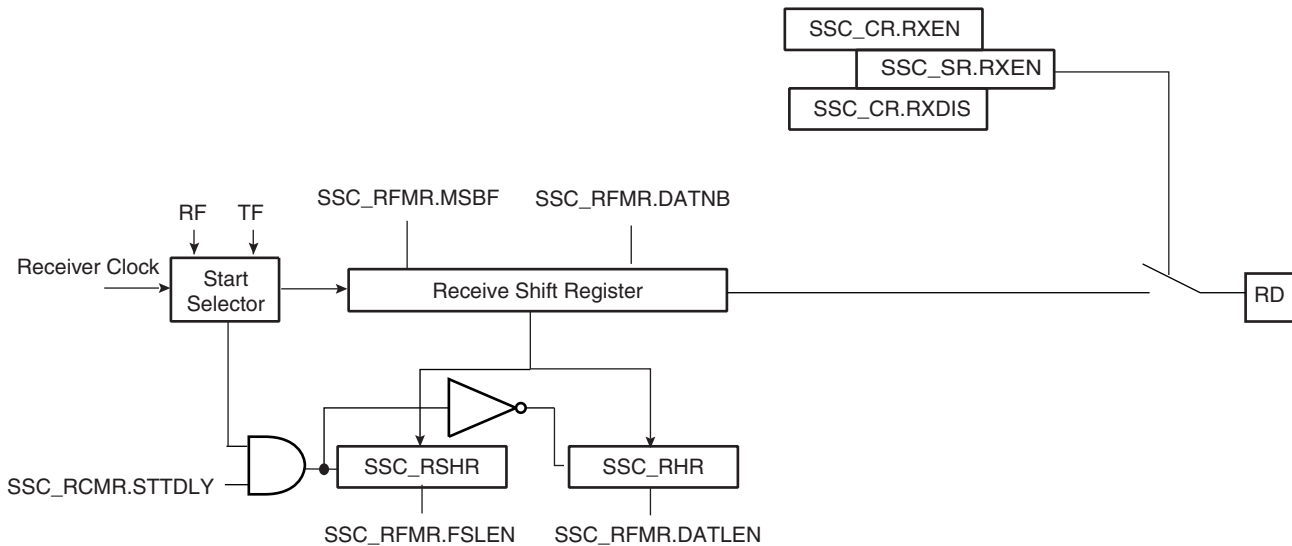 SSC_CR.RXEN
SSC_SR.RXEN
SSC_CR.RXDIS
SSC_RFMR.MSBF
SSC_RFMR.DATNB
RF
TF
Receiver Clock
Start
Selector
Receive Shift Register
RD
SSC_RSHR
SSC_RHR
SSC_RCMR.STTDLY
SSC_RFMR.FSLEN
SSC_RFMR.DATLEN